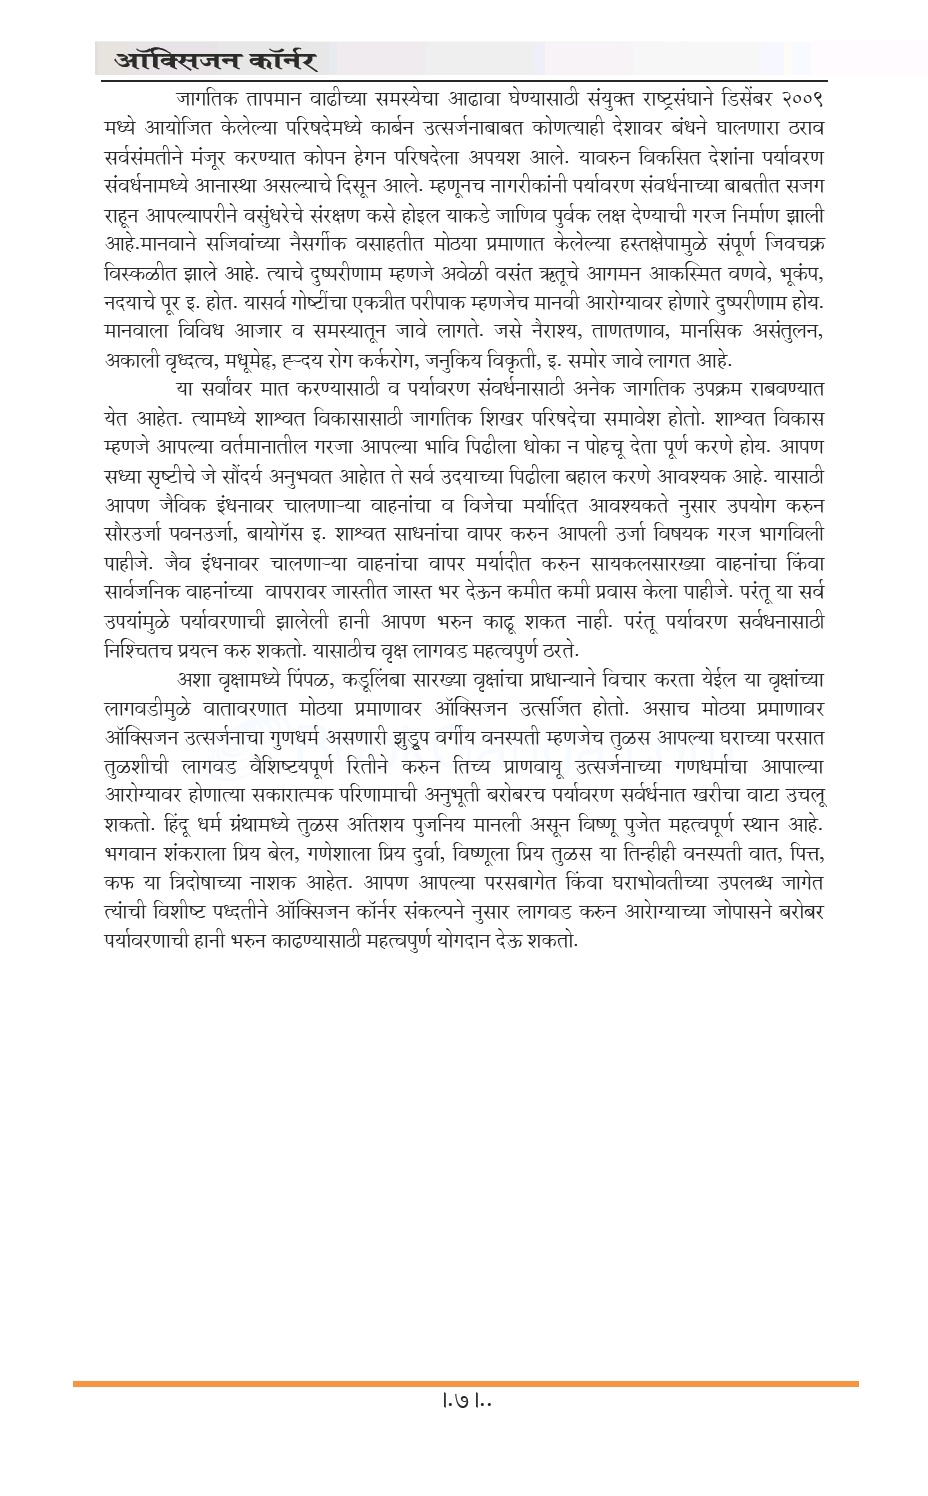 ऑक्सिजन कॉर्नर
जागतिक तापमान वाढीच्या समस्येचा आढावा घेण्यासाठी संयुक्त राष्ट्रसंघाने डिसेंबर २००९
मध्ये आयोजित केलेल्या परिषदेमध्ये कार्बन उत्सर्जनाबाबत कोणत्याही देशावर बंधने घालणारा ठराव
सर्वसंमतीने मंजूर करण्यात कोपन हेगन परिषदेला अपयश आले. यावरुन विकसित देशांना पर्यावरण
संवर्धनामध्ये आनास्था असल्याचे दिसून आले. म्हणूनच नागरीकांनी पर्यावरण संवर्धनाच्या बाबतीत सजग
राहून आपल्यापरीने वसुंधरेचे संरक्षण कसे होइल याकडे जाणिव पुर्वक लक्ष देण्याची गरज निर्माण झाली
आहे.मानवाने सजिवांच्या नैसर्गीक वसाहतीत मोठया प्रमाणात केलेल्या हस्तक्षेपामुळे संपूर्ण जिवचक्र
विस्कळीत झाले आहे. त्याचे दुष्परीणाम म्हणजे अवेळी वसंत ऋतूचे आगमन आकस्मित वणवे, भूकंप,
नदयाचे पूर इ. होत. यासर्व गोष्टींचा एकत्रीत परीपाक म्हणजेच मानवी आरोग्यावर होणारे दुष्परीणाम होय.
मानवाला विविध आजार व समस्यातून जावे लागते. जसे नैराश्य, ताणतणाव, मानसिक असंतुलन,
अकाली वृध्दत्व, मधूमेह, ह्ऱदय रोग कर्करोग, जनुकिय विकृती, इ. समोर जावे लागत आहे.
या सर्वांवर मात करण्यासाठी व पर्यावरण संवर्धनासाठी अनेक जागतिक उपक्रम राबवण्यात
येत आहेत. त्यामध्ये शाश्वत विकासासाठी जागतिक शिखर परिषदेचा समावेश होतो. शाश्वत विकास
म्हणजे आपल्या वर्तमानातील गरजा आपल्या भावि पिढीला धोका न पोहचू देता पूर्ण करणे होय. आपण
सध्या सृष्टीचे जे सौंदर्य अनुभवत आहेात ते सर्व उदयाच्या पिढीला बहाल करणे आवश्यक आहे. यासाठी
आपण जैविक इंधनावर चालणाऱ्या वाहनांचा व विजेचा मर्यादित आवश्यकते नुसार उपयोग करुन
सौरउर्जा पवनउर्जा, बायोगॅस इ. शाश्वत साधनांचा वापर करुन आपली उर्जा विषयक गरज भागविली
पाहीजे. जैव इंधनावर चालणाऱ्या वाहनांचा वापर मर्यादीत करुन सायकलसारख्या वाहनांचा किंवा
सार्वजनिक वाहनांच्या वापरावर जास्तीत जास्त भर देऊन कमीत कमी प्रवास केला पाहीजे. परंतू या सर्व
उपयांमुळे पर्यावरणाची झालेली हानी आपण भरुन काढू शकत नाही. परंतू पर्यावरण सर्वधनासाठी
निश्चितच प्रयत्न करु शकतो. यासाठीच वृक्ष लागवड महत्वपुर्ण ठरते.
अशा वृक्षामध्ये पिंपळ, कडूलिंबा सारख्या वृक्षांचा प्राधान्याने विचार करता येईल या वृक्षांच्या
लागवडीमुळे वातावरणात मोठया प्रमाणावर ऑक्सिजन उत्सर्जित होतो. असाच मोठया प्रमाणावर
ऑक्सिजन उत्सर्जनाचा गुणधर्म असणारी झुडूप वर्गीय वनस्पती म्हणजेच तुळस आपल्या घराच्या परसात
तुळशीची लागवड वैशिष्टयपूर्ण रितीने करुन तिच्य प्राणवायू उत्सर्जनाच्या गणधर्माचा आपाल्या
आरोग्यावर होणात्या सकारात्मक परिणामाची अनुभूती बरोबरच पर्यावरण सर्वर्धनात खरीचा वाटा उचलू
शकतो. हिंदू धर्म ग्रंथामध्ये तुळस अतिशय पुजनिय मानली असून विष्णू पुजेत महत्वपूर्ण स्थान आहे.
भगवान शंकराला प्रिय बेल, गणेशाला प्रिय दुर्वा, विष्णूला प्रिय तुळस या तिन्हीही वनस्पती वात, पित्त,
कफ या त्रिदोषाच्या नाशक आहेत. आपण आपल्या परसबागेत किंवा घराभोवतीच्या उपलब्ध जागेत
त्यांची विशीष्ट पध्दतीने ऑक्सिजन कॉर्नर संकल्पने नुसार लागवड करुन आरेाग्याच्या जोपासने बरोबर
पर्यावरणाची हानी भरुन काढण्यासाठी महत्वपुर्ण योगदान देऊ शकतो.
।.७।..